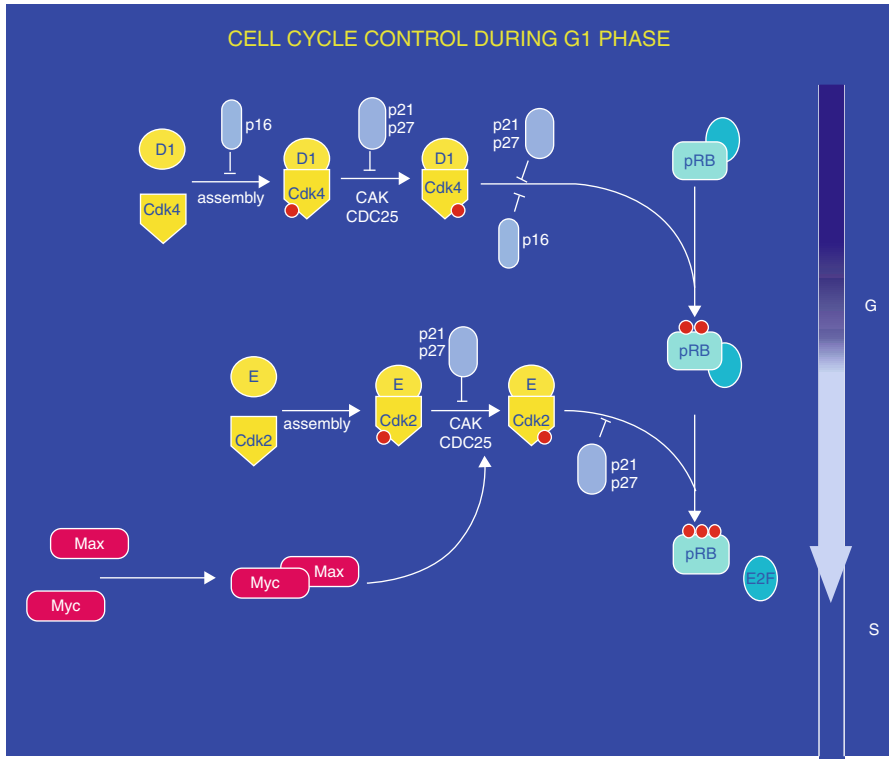 CELL CYCLE CONTROL DURING G1 PHASE
p16
p21
p27
D1
Cdk4
assembly
D1
Cdk4
CAK
CDC25
D1
Cdk4
p21
p27
p16
pRB
G
pRB
p21
p27
E
Cdk2
assembly
E
Cdk2
CAK
CDC25
E
Cdk2
p21
p27
Max
Myc
Myc
Max
pRB
E2F
S